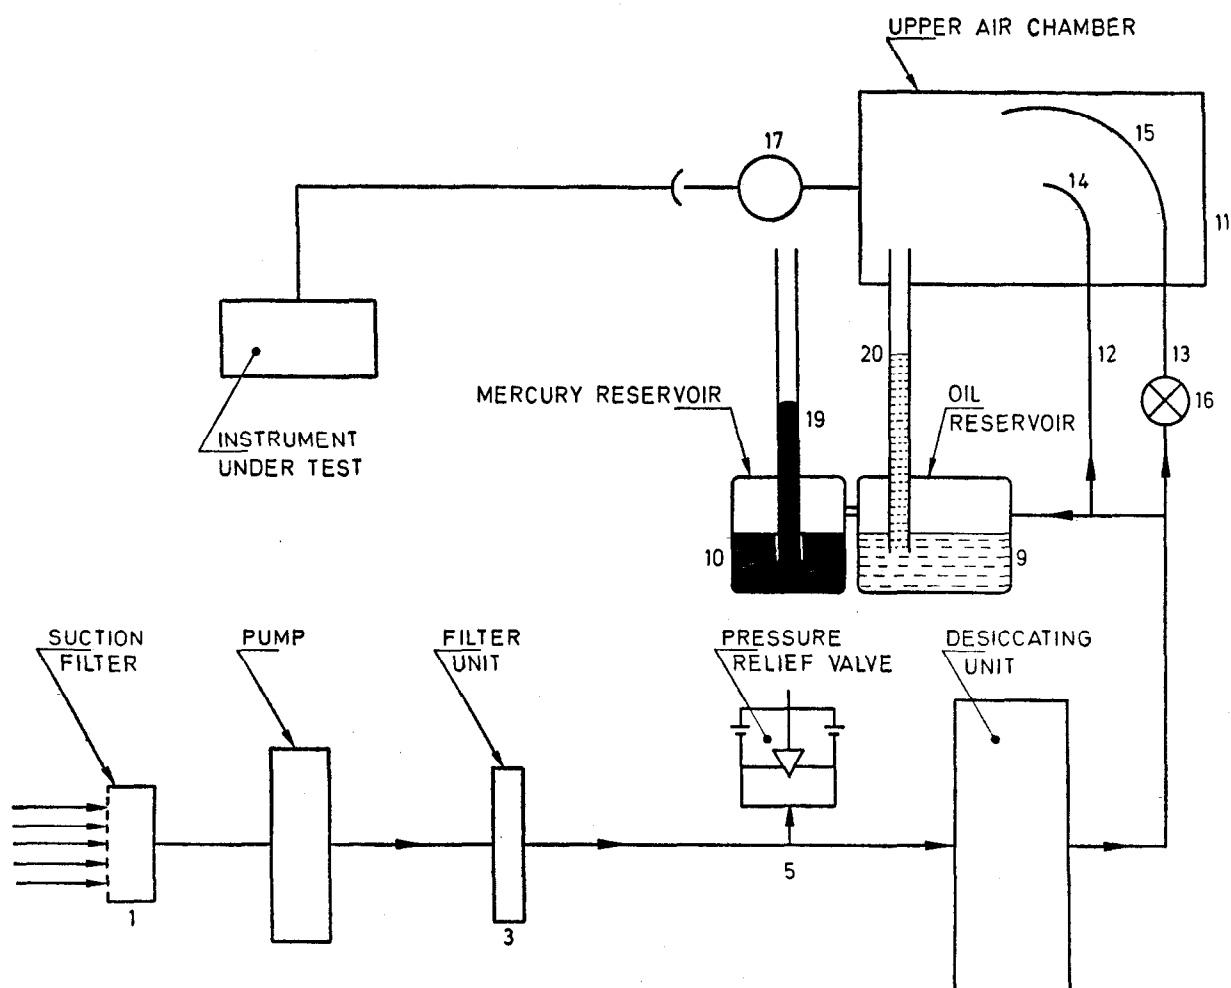 UPPER AIR CHAMBER
17
15
14
11
20
12
13
MERCURY RESERVOIR
OIL
RESERVOIR
16
19
INSTRUMENT
UNDER TEST
10
9
SUCTION
FILTER
PUMP
FILTER
UNIT
PRESSURE
RELIEF VALVE
DESICCATING
UNIT
5
1
3